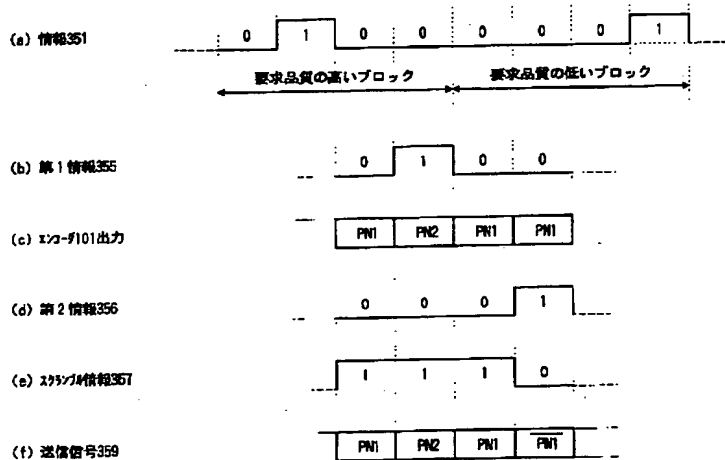 (a) 情報351
0 1 0 0 0 0 0 1
要求品質の高いブロック 要求品質の低いブロック
(b) 第1情報355
0 1 0 0
(c) エンコーダ101出力
PN1 PN2 PN1 PN1
(d) 第2情報356
0 0 0 1
(e) スクランブル情報357
1 1 1 0
(f) 送信信号359
PN1 PN2 PN1 P̅N̅1̅